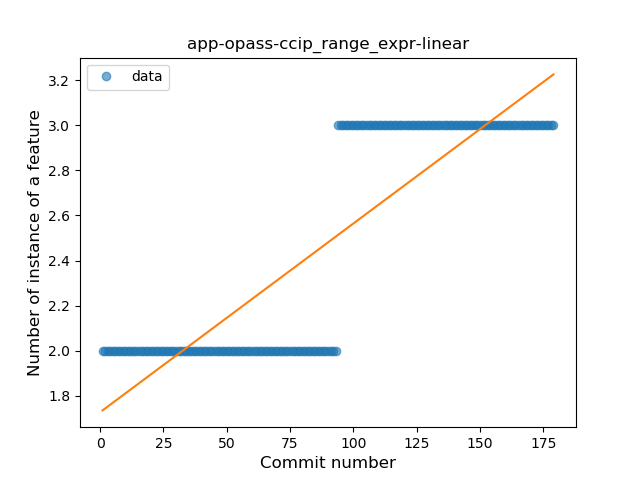 app-opass-ccip_range_expr-linear
data
Number of instance of a feature
3.2
3.0
2.8
2.6
2.4
2.2
2.0
1.8
0 25 50 75 100 125 150 175
Commit number